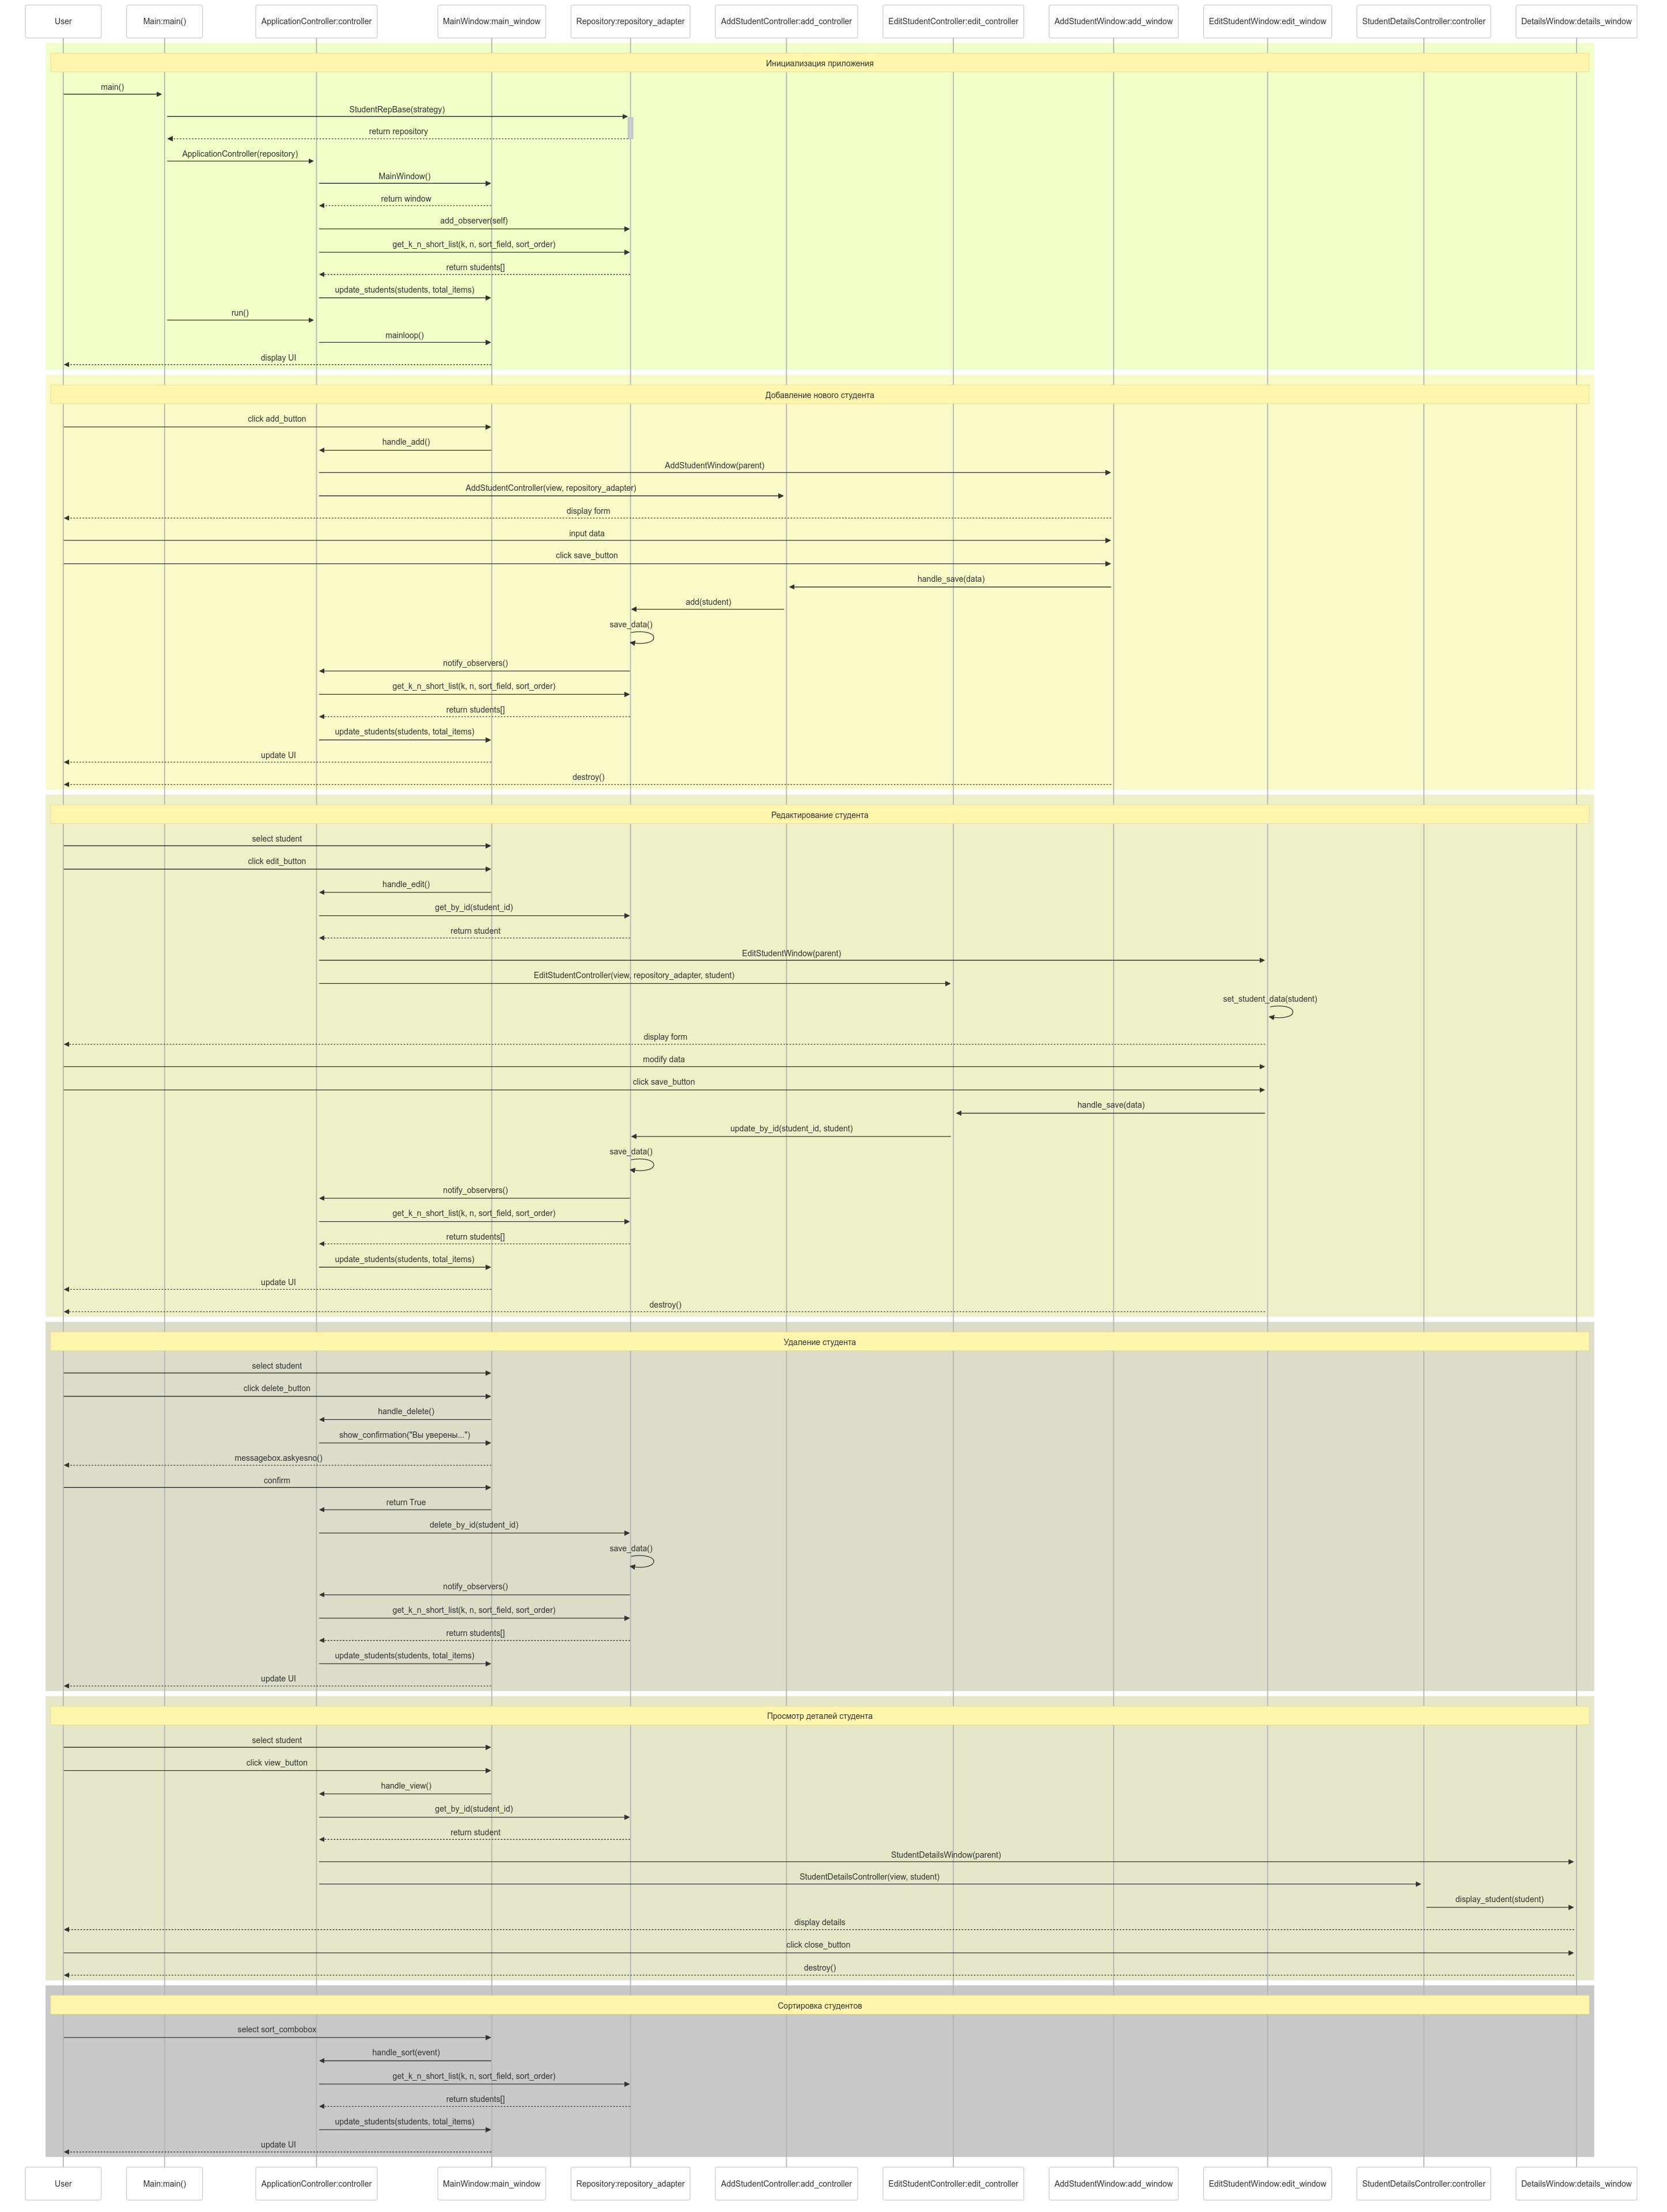 User
Main:main()
ApplicationController:controller
MainWindow:main_window
Repository:repository_adapter
AddStudentController:add_controller
EditStudentController:edit_controller
AddStudentWindow:add_window
EditStudentWindow:edit_window
StudentDetailsController:controller
DetailsWindow:details_window
Инициализация приложения
main()
StudentRepBase(strategy)
return repository
ApplicationController(repository)
MainWindow()
return window
add_observer(self)
get_k_n_short_list(k, n, sort_field, sort_order)
return students[]
update_students(students, total_items)
run()
mainloop()
display UI
Добавление нового студента
click add_button
handle_add()
AddStudentWindow(parent)
AddStudentController(view, repository_adapter)
display form
input data
click save_button
handle_save(data)
add(student)
save_data()
notify_observers()
get_k_n_short_list(k, n, sort_field, sort_order)
return students[]
update_students(students, total_items)
update UI
destroy()
Редактирование студента
select student
click edit_button
handle_edit()
get_by_id(student_id)
return student
EditStudentWindow(parent)
EditStudentController(view, repository_adapter, student)
set_student_data(student)
display form
modify data
click save_button
handle_save(data)
update_by_id(student_id, student)
save_data()
notify_observers()
get_k_n_short_list(k, n, sort_field, sort_order)
return students[]
update_students(students, total_items)
update UI
destroy()
Удаление студента
select student
click delete_button
handle_delete()
show_confirmation("Вы уверены...")
messagebox.askyesno()
confirm
return True
delete_by_id(student_id)
save_data()
notify_observers()
get_k_n_short_list(k, n, sort_field, sort_order)
return students[]
update_students(students, total_items)
update UI
Просмотр деталей студента
select student
click view_button
handle_view()
get_by_id(student_id)
return student
StudentDetailsWindow(parent)
StudentDetailsController(view, student)
display_student(student)
display details
click close_button
destroy()
Сортировка студентов
select sort_combobox
handle_sort(event)
get_k_n_short_list(k, n, sort_field, sort_order)
return students[]
update_students(students, total_items)
update UI
User
Main:main()
ApplicationController:controller
MainWindow:main_window
Repository:repository_adapter
AddStudentController:add_controller
EditStudentController:edit_controller
AddStudentWindow:add_window
EditStudentWindow:edit_window
StudentDetailsController:controller
DetailsWindow:details_window